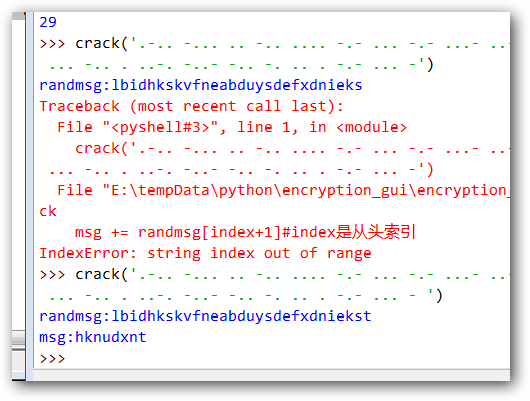 29
>>> crack('.-.. -... .. -.. .... -.- ... -.- ...- ..-
 ... -.. . ..-. -..- -.. -. .. . -.- ... -')
randmsg:lbidhkskvfneabduysdefxdnieks
Traceback (most recent call last):
  File "<pyshell#3>", line 1, in <module>
    crack('.-.. -... .. -.. .... -.- ... -.- ...- ..-
 ... -.. . ..-. -..- -.. -. .. . -.- ... -')
  File "E:\tempData\python\encryption_gui\encryption_
ck
    msg += randmsg[index+1]#index是从头索引
IndexError: string index out of range
>>> crack('.-.. -... .. -.. .... -.- ... -.- ...- ..-
 ... -.. . ..-. -..- -.. -. .. . -.- ... - ')
randmsg:lbidhkskvfneabduysdefxdniekst
msg:hknudxnt
>>>